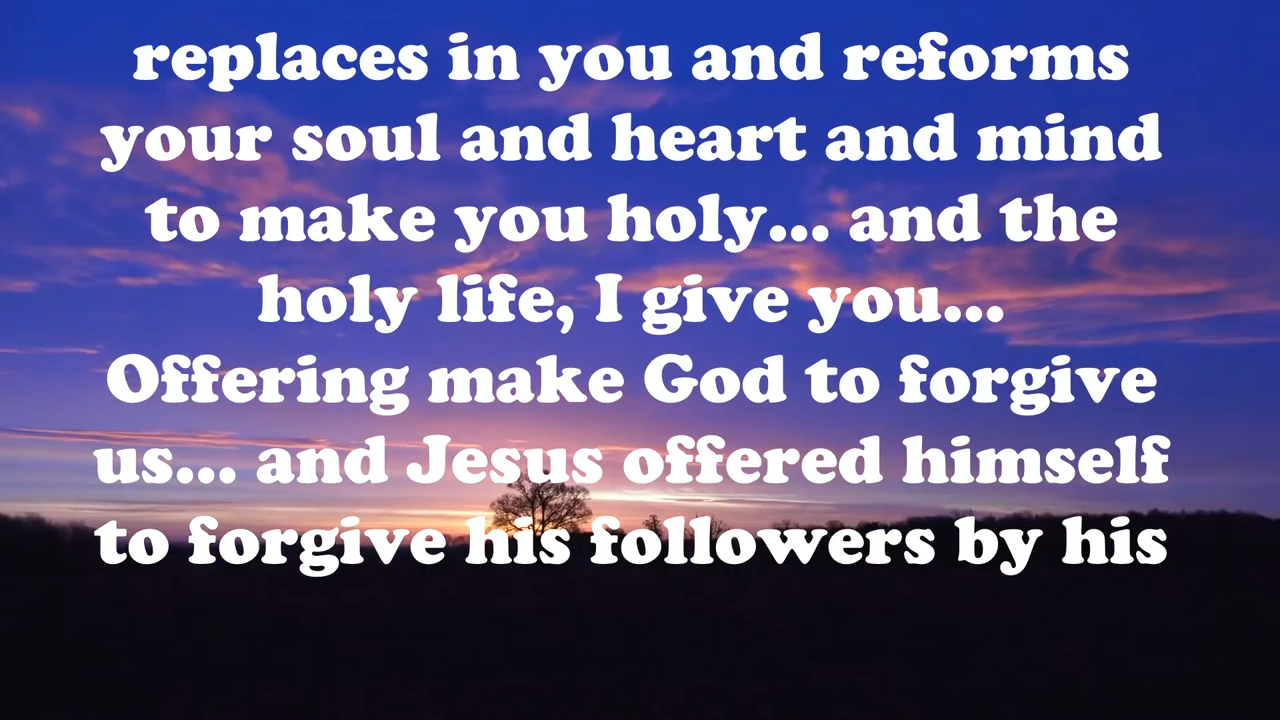 replaces in you and reforms
your soul and heart and mind
to make you holy... and the
holy life, I give you...
Offering make God to forgive
us... and Jesus offered himself
to forgive his followers by his